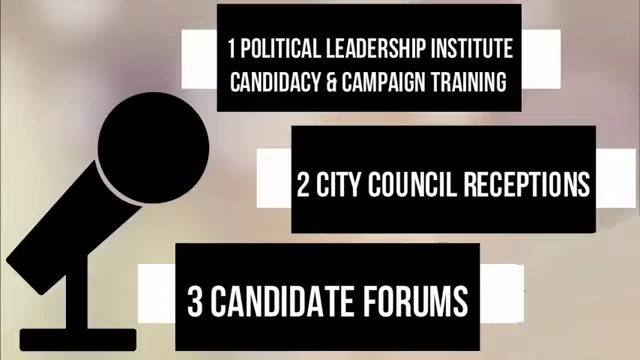 1 POLITICAL LEADERSHIP INSTITUTE
CANDIDACY & CAMPAIGN TRAINING
2 CITY COUNCIL RECEPTIONS
3 CANDIDATE FORUMS